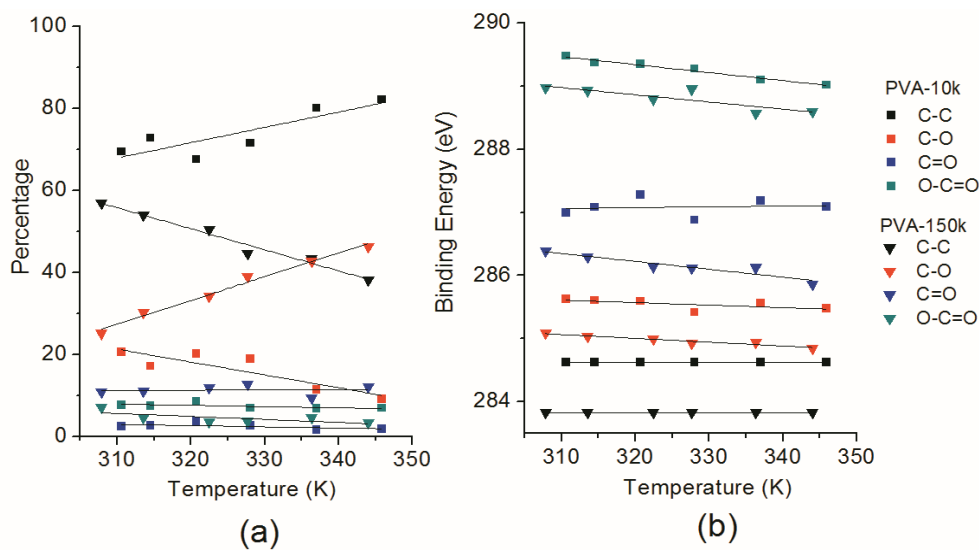 100
80
60
40
20
0
Percentage
310 320 330 340 350
Temperature (K)
(a)
290
288
286
284
Binding Energy (eV)
310 320 330 340 350
Temperature (K)
(b)
PVA-10k
C-C
C-O
C=O
O-C=O
PVA-150k
C-C
C-O
C=O
O-C=O